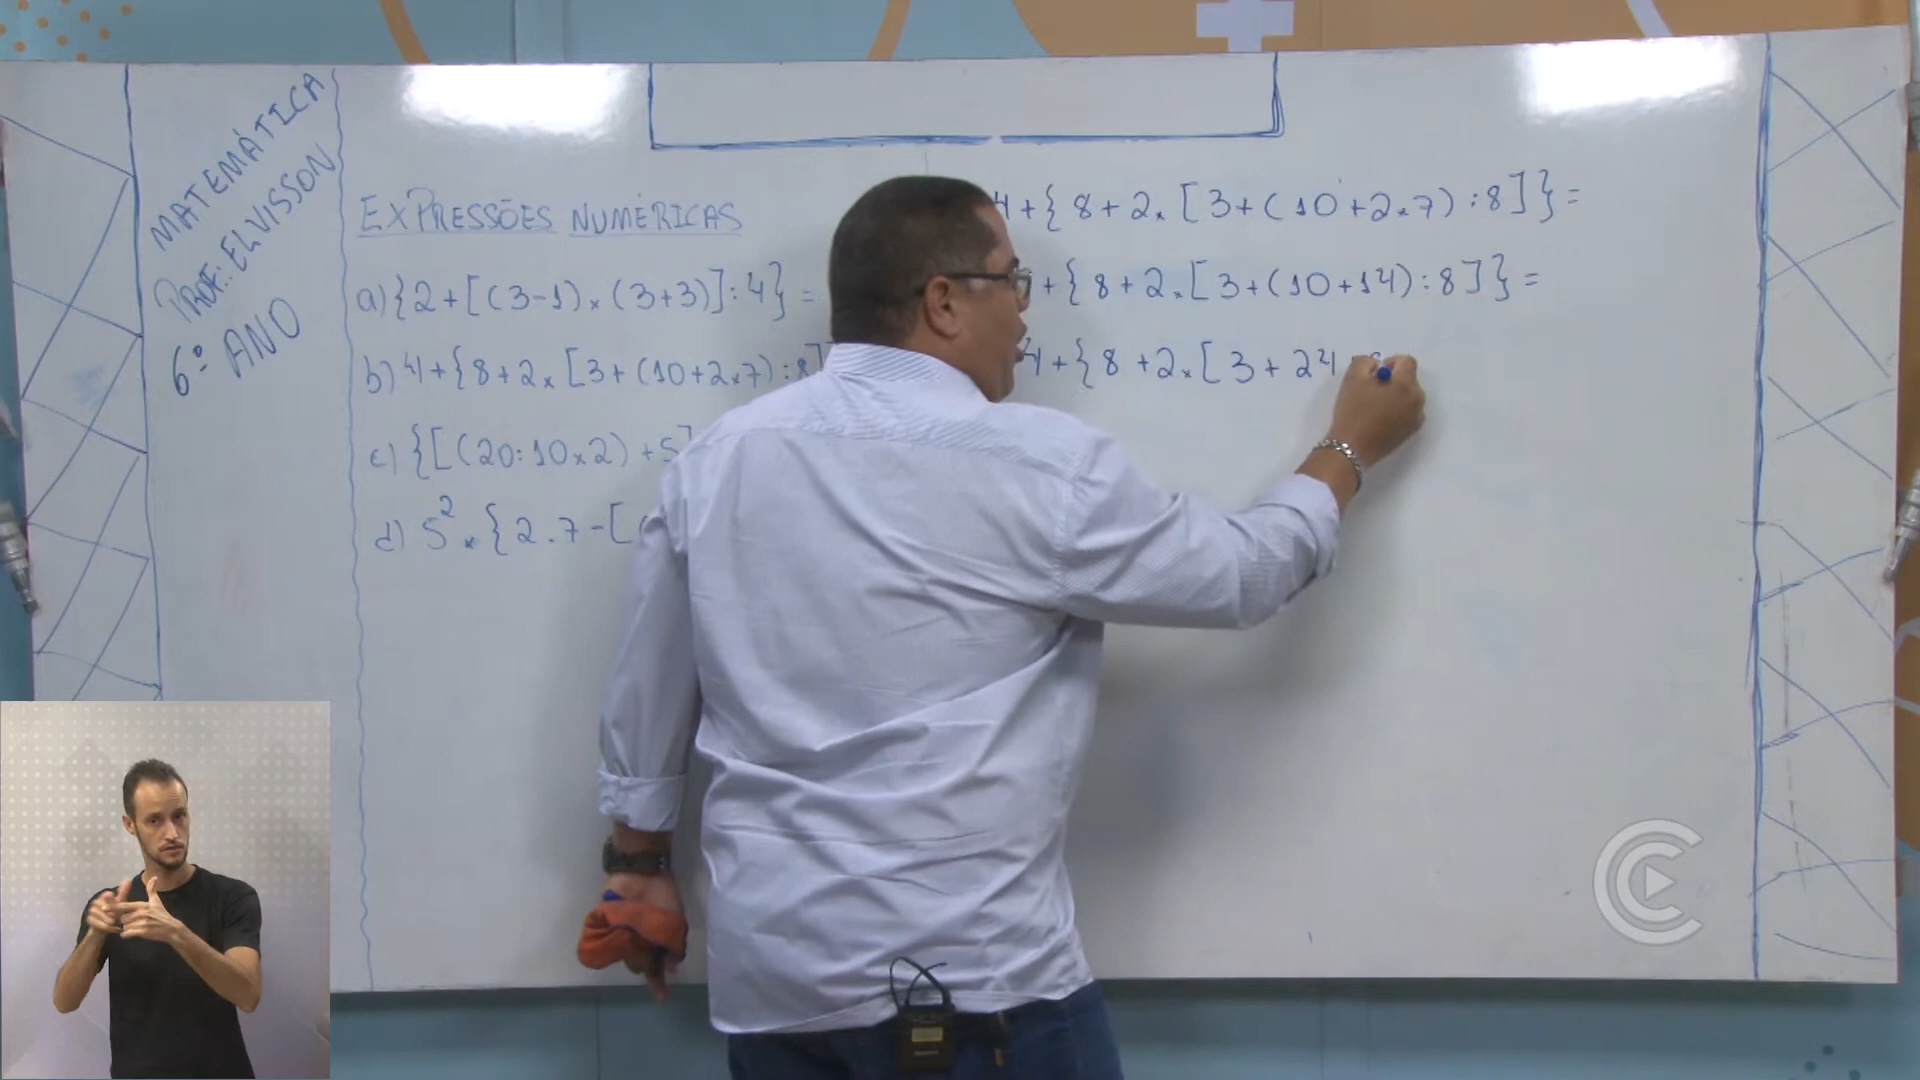 MATEMÁTICA
PROF.: ELVISSON
6º ANO
EXPRESSÕES NUMÉRICAS
a) {2+[(3-1)×(3+3)]:4} =
b) 4+{8+2×[3+(10+2×7):8]
c) {[(20:10×2)+5]
d) 5²×{2.7-[(
4+{8+2×[3+(10+2×7):8]}=
+{8+2×[3+(10+14):8]}=
4+{8+2×[3+24